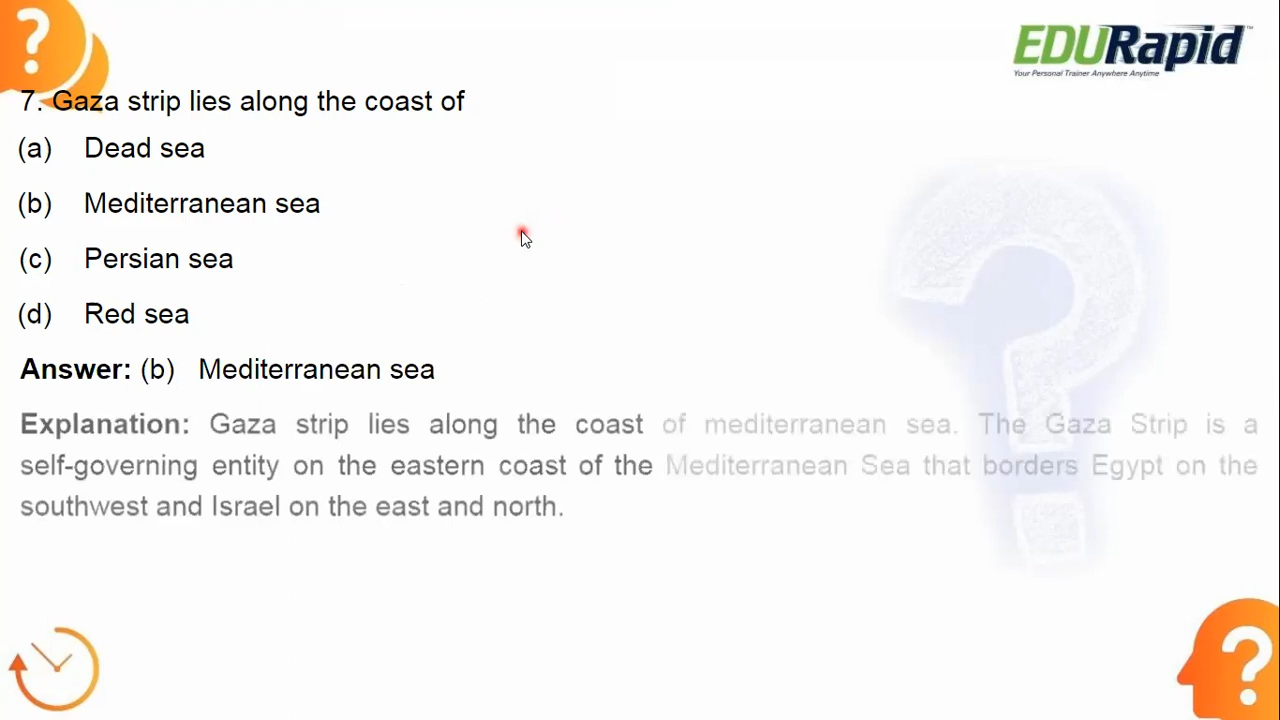 EDURapid™
Your Personal Trainer Anywhere Anytime
7. Gaza strip lies along the coast of
(a) Dead sea
(b) Mediterranean sea
(c) Persian sea
(d) Red sea
Answer: (b) Mediterranean sea
Explanation: Gaza strip lies along the coast of mediterranean sea. The Gaza Strip is a
self-governing entity on the eastern coast of the Mediterranean Sea that borders Egypt on the
southwest and Israel on the east and north.